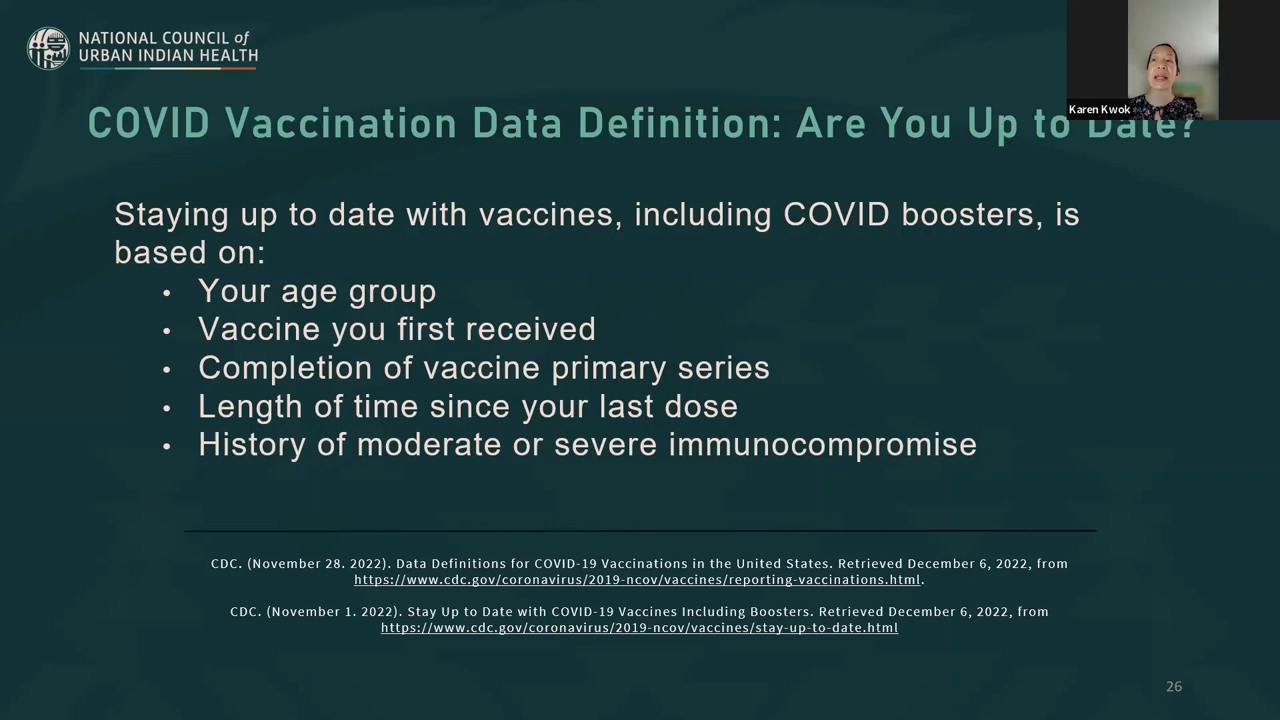 NATIONAL COUNCIL of
URBAN INDIAN HEALTH
Karen Kwok
COVID Vaccination Data Definition: Are You Up to Date?
Staying up to date with vaccines, including COVID boosters, is
based on:
• Your age group
• Vaccine you first received
• Completion of vaccine primary series
• Length of time since your last dose
• History of moderate or severe immunocompromise
CDC. (November 28. 2022). Data Definitions for COVID-19 Vaccinations in the United States. Retrieved December 6, 2022, from
https://www.cdc.gov/coronavirus/2019-ncov/vaccines/reporting-vaccinations.html.
CDC. (November 1. 2022). Stay Up to Date with COVID-19 Vaccines Including Boosters. Retrieved December 6, 2022, from
https://www.cdc.gov/coronavirus/2019-ncov/vaccines/stay-up-to-date.html
26